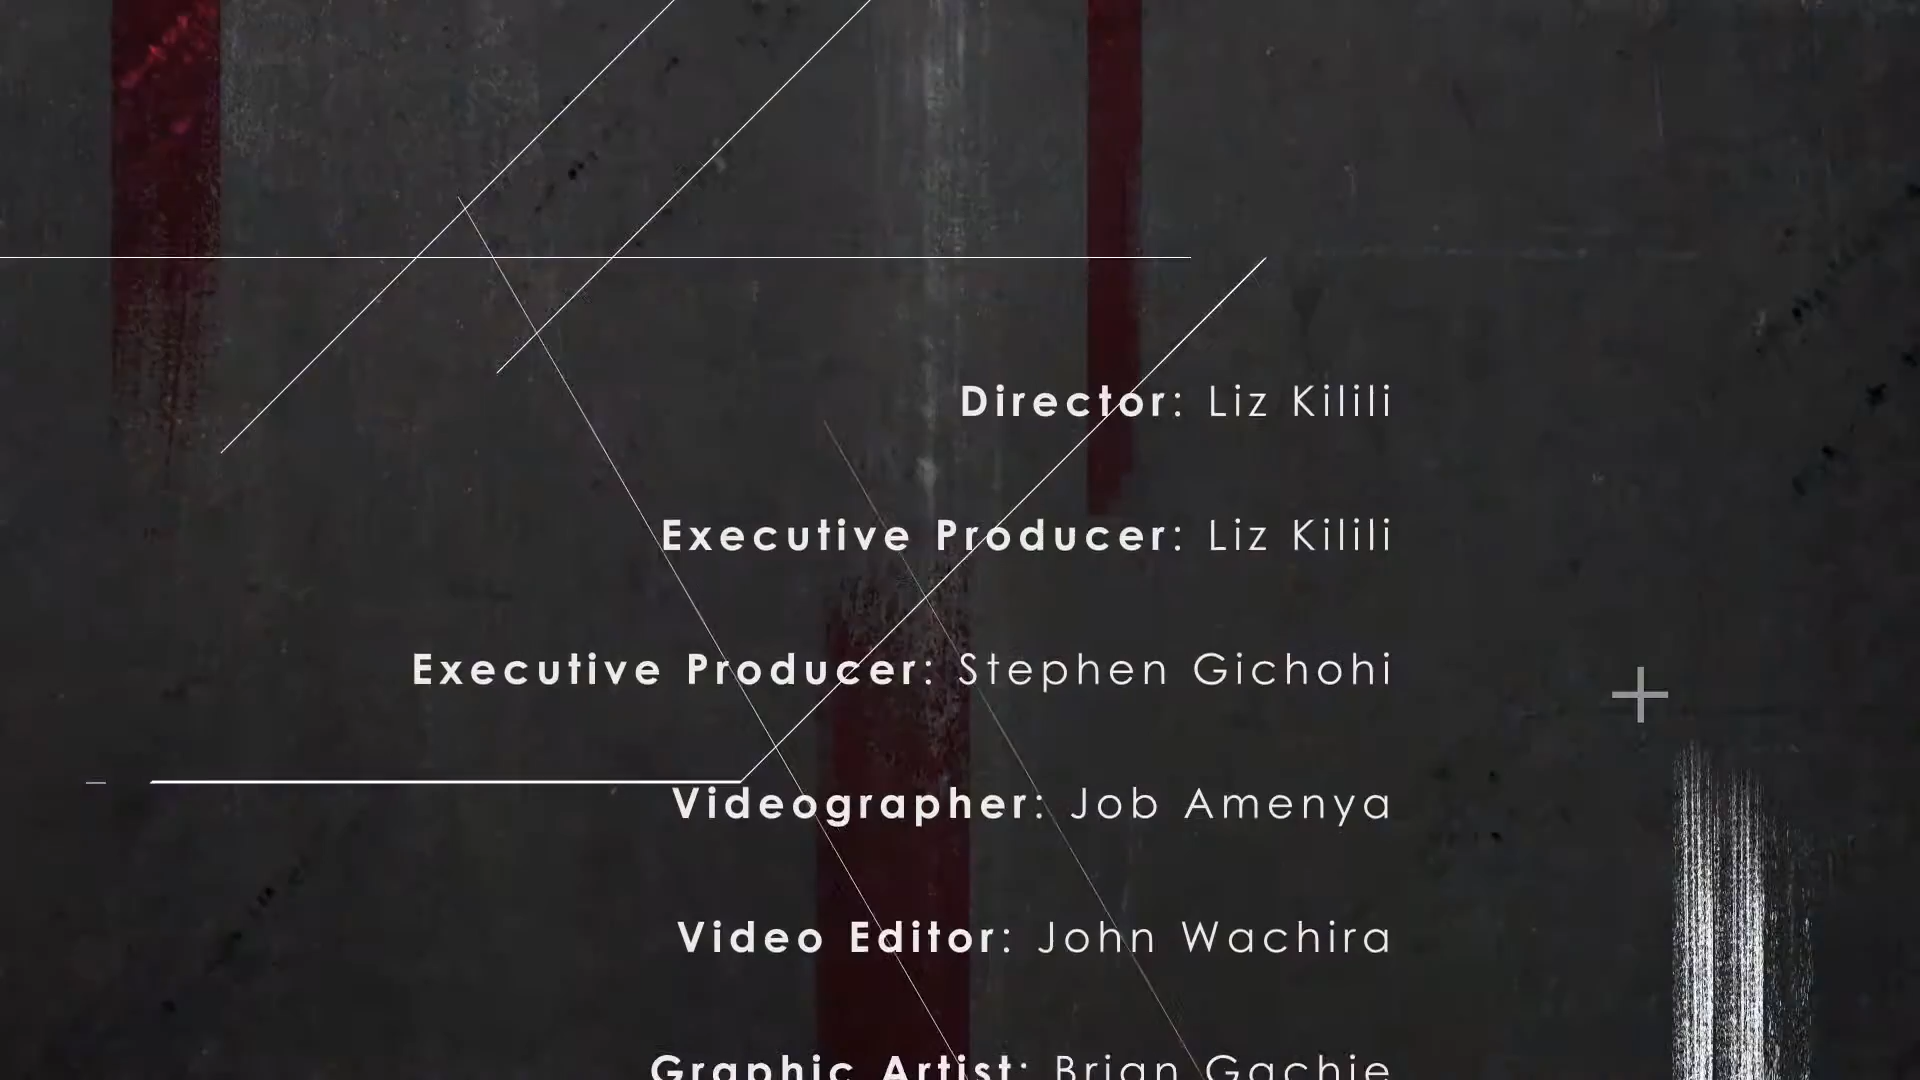 Director: Liz Kilili
Executive Producer: Liz Kilili
Executive Producer: Stephen Gichohi
Videographer: Job Amenya
Video Editor: John Wachira
Graphic Artist: Brian Gachie